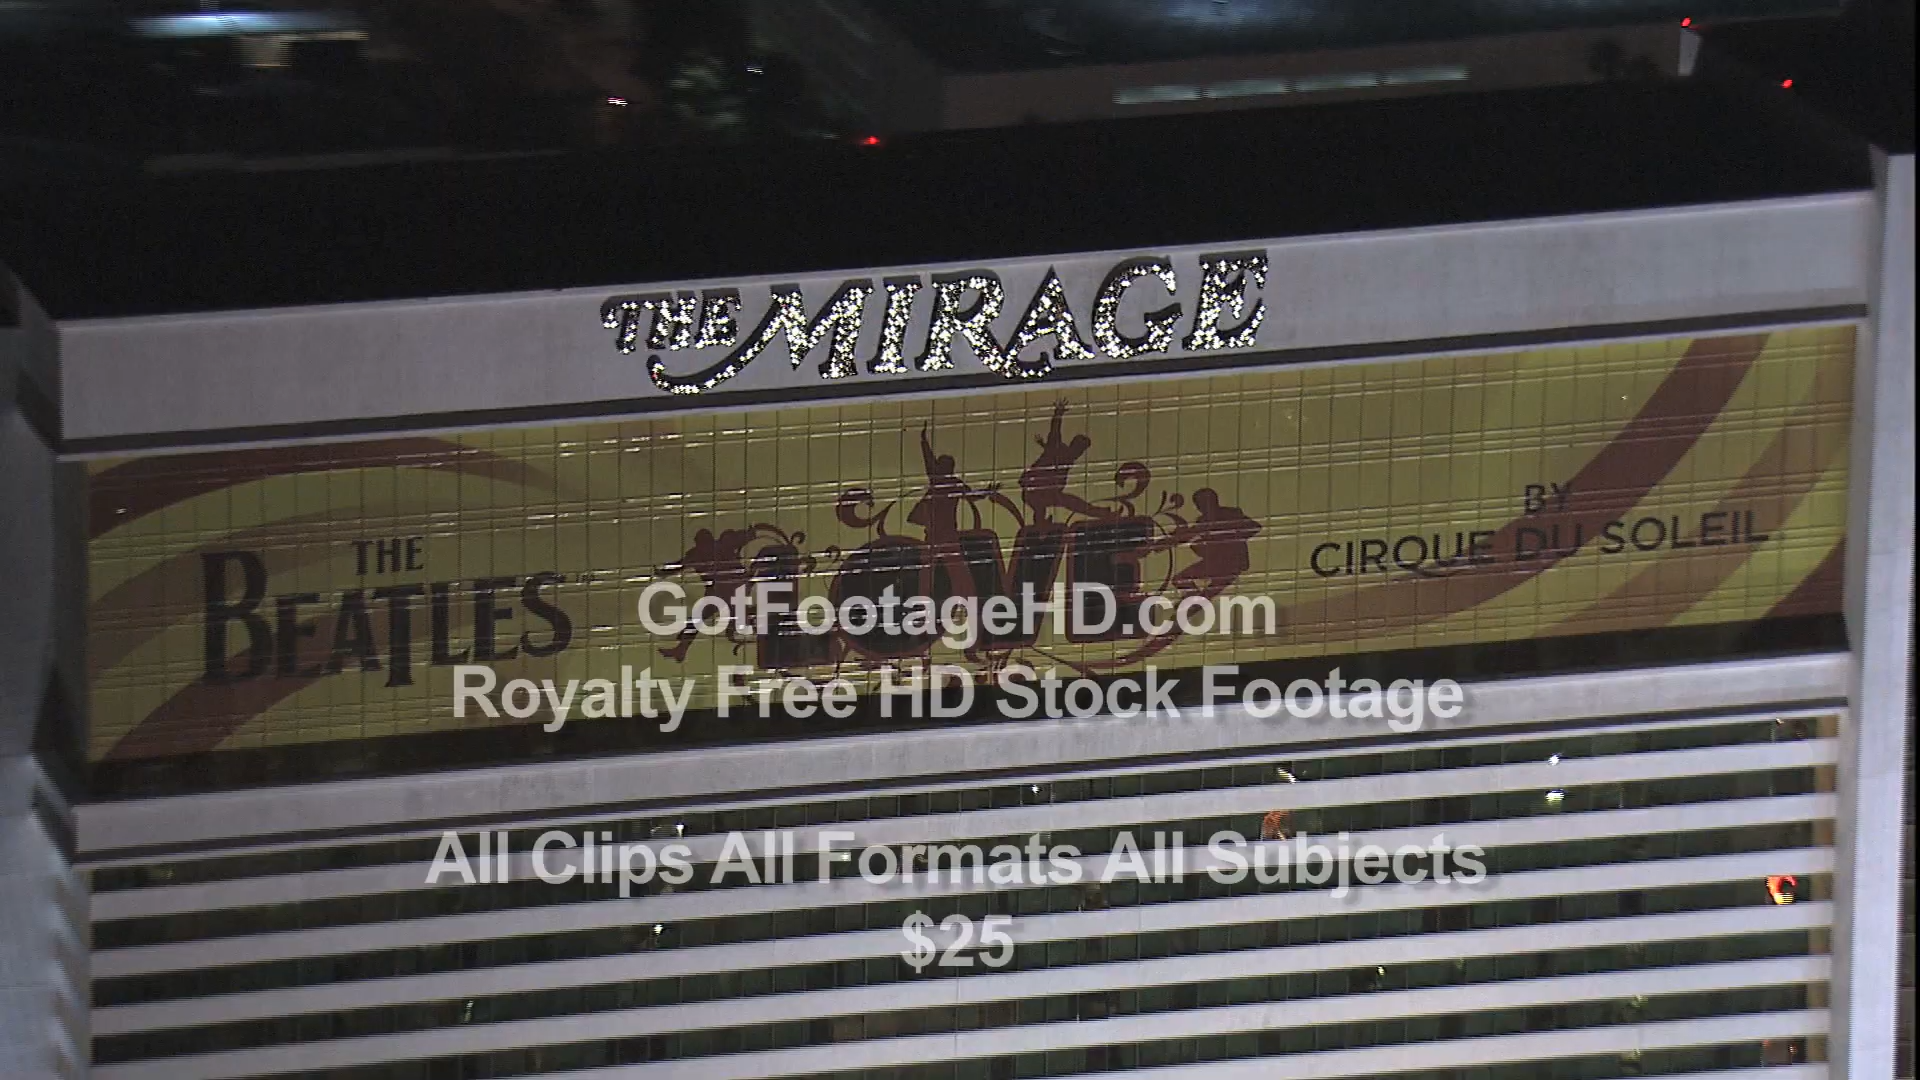 THE MIRAGE
THE
BEATLES
LOVE
BY
CIRQUE DU SOLEIL
GotFootageHD.com
Royalty Free HD Stock Footage
All Clips All Formats All Subjects
$25